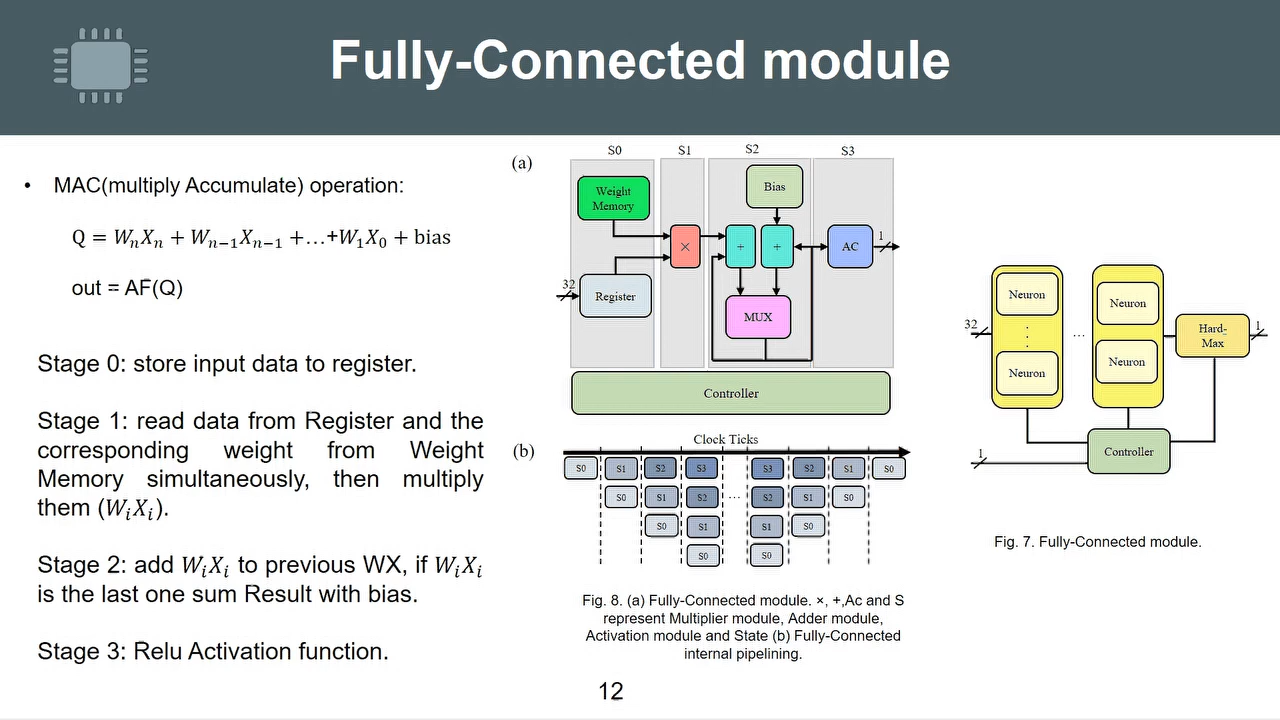 Fully-Connected module
• MAC(multiply Accumulate) operation:
Q = WₙXₙ + Wₙ₋₁Xₙ₋₁ +…+W₁X₀ + bias
out = AF(Q)
Stage 0: store input data to register.
Stage 1: read data from Register and the
corresponding weight from Weight
Memory simultaneously, then multiply
them (WᵢXᵢ).
Stage 2: add WᵢXᵢ to previous WX, if WᵢXᵢ
is the last one sum Result with bias.
Stage 3: Relu Activation function.
(a)
S0 S1 S2 S3
Weight
Memory
Bias
×
+
+
AC
1
32
Register
MUX
Controller
(b)
Clock Ticks
S0 S1 S2 S3 S3 S2 S1 S0
S0 S1 S2 ... S2 S1 S0
S0 S1 S1 S0
S0 S0
Fig. 8. (a) Fully-Connected module. ×, +,Ac and S
represent Multiplier module, Adder module,
Activation module and State (b) Fully-Connected
internal pipelining.
32
Neuron
⋮
Neuron
...
Neuron
Neuron
Hard-
Max
1
1
Controller
Fig. 7. Fully-Connected module.
12